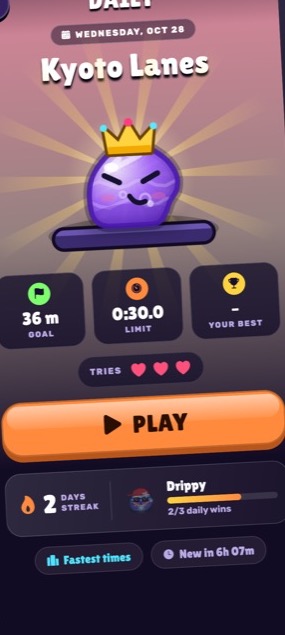 DAILY
WEDNESDAY, OCT 28
Kyoto Lanes
36 m
GOAL
0:30.0
LIMIT
–
YOUR BEST
TRIES
PLAY
2 DAYS STREAK
Drippy
2/3 daily wins
Fastest times
New in 6h 07m